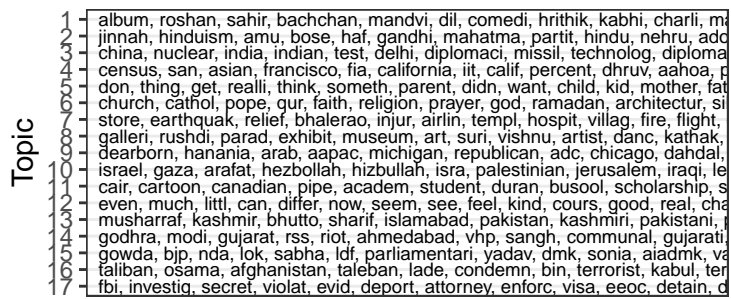 Topic
1 album, roshan, sahir, bachchan, mandvi, dil, comedi, hrithik, kabhi, charli,
2 jinnah, hinduism, amu, bose, haf, gandhi, mahatma, partit, hindu, nehru,
3 china, nuclear, india, indian, test, delhi, diplomaci, missil, technolog, diploma
4 census, san, asian, francisco, fia, california, iit, calif, percent, dhruv, aahoa,
5 don, thing, get, realli, think, someth, parent, didn, want, child, kid, mother, fat
6 church, cathol, pope, qur, faith, religion, prayer, god, ramadan, architectur, si
7 store, earthquak, relief, bhalerao, injur, airlin, templ, hospit, villag, fire, flight,
8 galleri, rushdi, parad, exhibit, museum, art, suri, vishnu, artist, danc, kathak,
9 dearborn, hanania, arab, aapac, michigan, republican, adc, chicago, dahdal,
10 israel, gaza, arafat, hezbollah, hizbullah, isra, palestinian, jerusalem, iraqi, le
11 cair, cartoon, canadian, pipe, academ, student, duran, busool, scholarship, s
12 even, much, littl, can, differ, now, seem, see, feel, kind, cours, good, real, cha
13 musharraf, kashmir, bhutto, sharif, islamabad, pakistan, kashmiri, pakistani,
14 godhra, modi, gujarat, rss, riot, ahmedabad, vhp, sangh, communal, gujarati,
15 gowda, bjp, nda, lok, sabha, ldf, parliamentari, yadav, dmk, sonia, aiadmk, va
16 taliban, osama, afghanistan, taleban, lade, condemn, bin, terrorist, kabul, ter
17 fbi, investig, secret, violat, evid, deport, attorney, enforc, visa, eeoc, detain, d